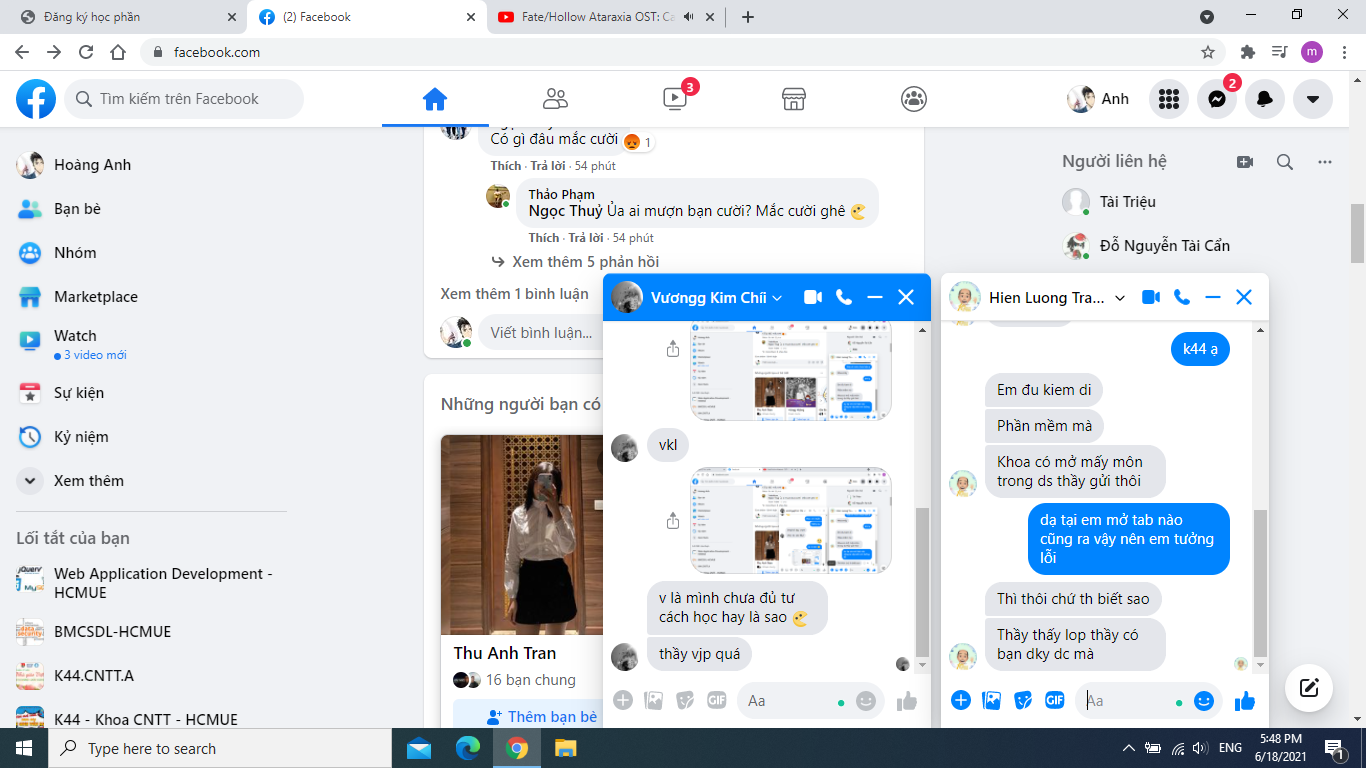 Đăng ký học phần
(2) Facebook
Fate/Hollow Ataraxia OST: Ca
facebook.com
m
Tìm kiếm trên Facebook
3
Anh
2
Hoàng Anh
Bạn bè
Nhóm
Marketplace
Watch
3 video mới
Sự kiện
Kỷ niệm
Xem thêm
Lối tắt của bạn
Web Application Development -
HCMUE
BMCSDL-HCMUE
K44.CNTT.A
K44 - Khoa CNTT - HCMUE
Có gì đâu mắc cười 1
Thích · Trả lời · 54 phút
Thảo Phạm
Ngọc Thuỷ Ủa ai mượn bạn cười? Mắc cười ghê
Thích · Trả lời · 54 phút
Xem thêm 5 phản hồi
Xem thêm 1 bình luận
Viết bình luận...
Những người bạn có
Thu Anh Tran
16 bạn chung
Thêm bạn bè
Người liên hệ
Tài Triệu
Đỗ Nguyễn Tài Cẩn
Vươngg Kim Chíi
vkl
v là mình chưa đủ tư
cách học hay là sao
thầy vjp quá
GIF
Aa
Hien Luong Tra...
k44 ạ
Em đu kiem di
Phần mềm mà
Khoa có mở mấy môn
trong ds thầy gửi thôi
dạ tại em mở tab nào
cũng ra vậy nên em tưởng
lỗi
Thì thôi chứ th biết sao
Thầy thấy lop thầy có
bạn dky dc mà
GIF
Aa
Type here to search
ENG
5:48 PM
6/18/2021
1